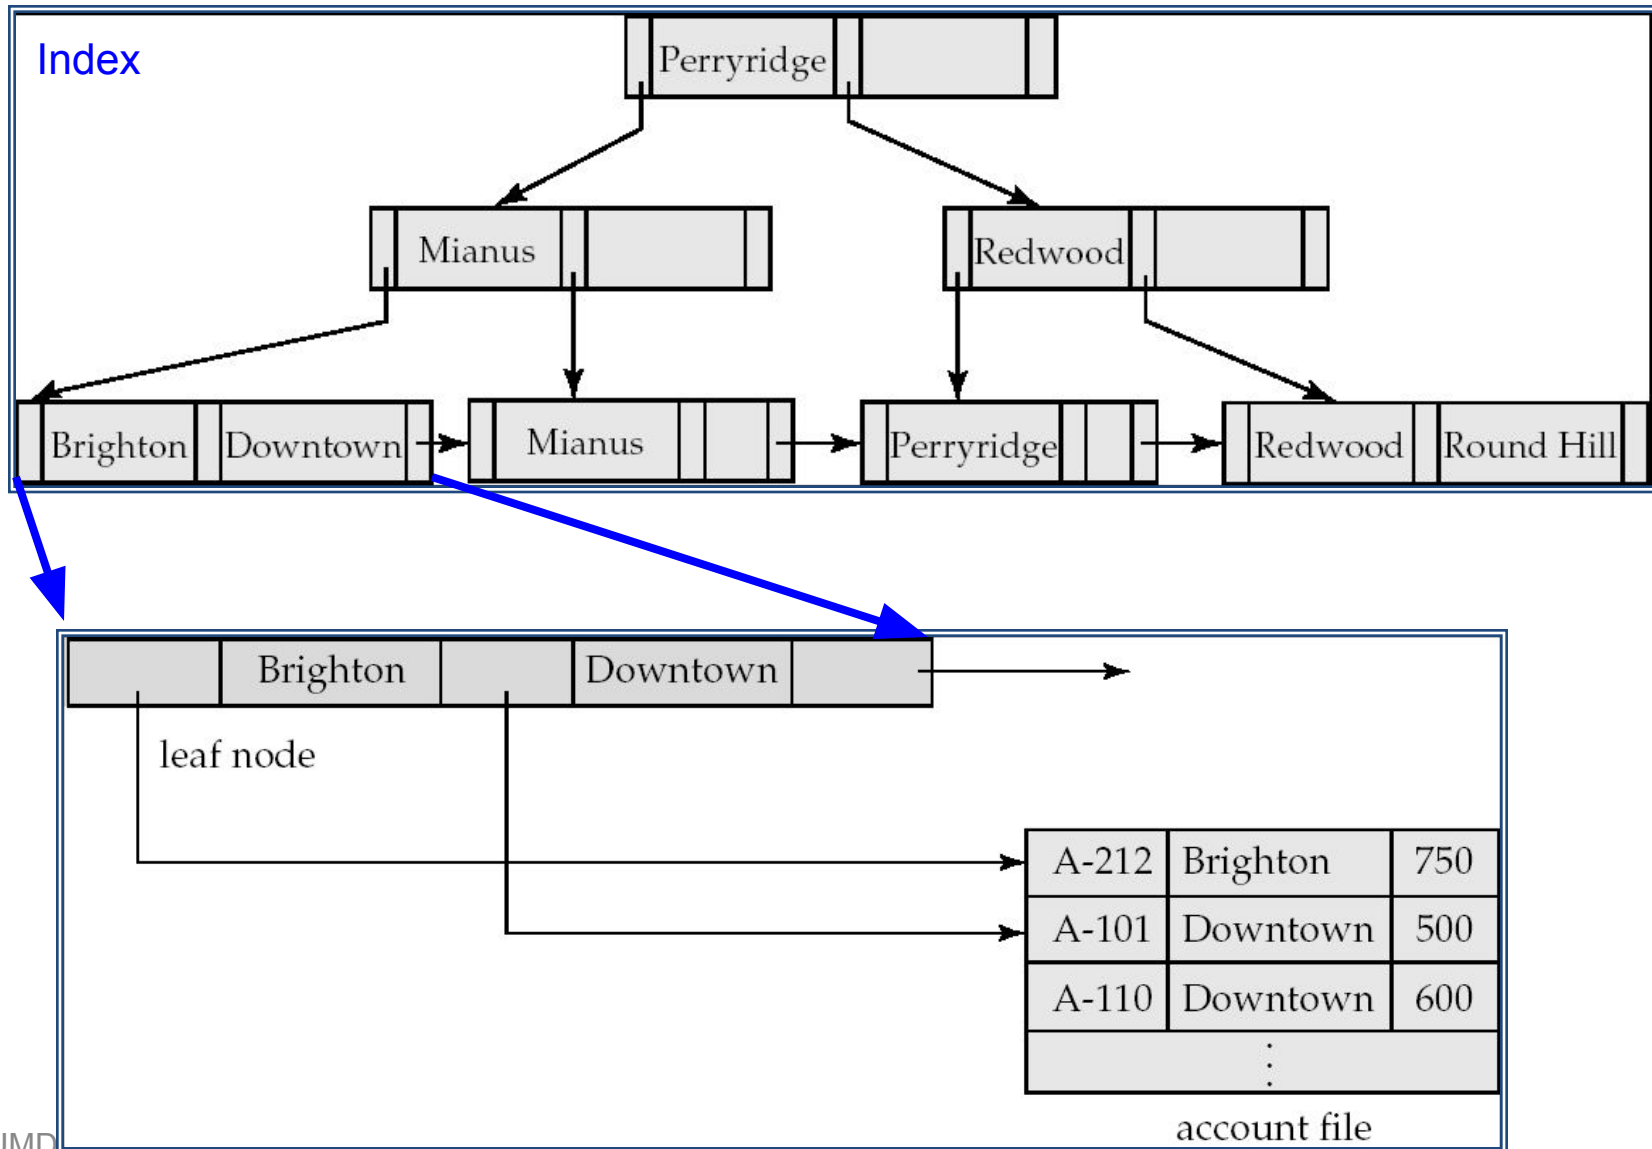 Index
Perryridge
Mianus Redwood
Brighton Downtown Mianus Perryridge Redwood Round Hill
Brighton Downtown
leaf node
A-212 Brighton 750
A-101 Downtown 500
A-110 Downtown 600
account file